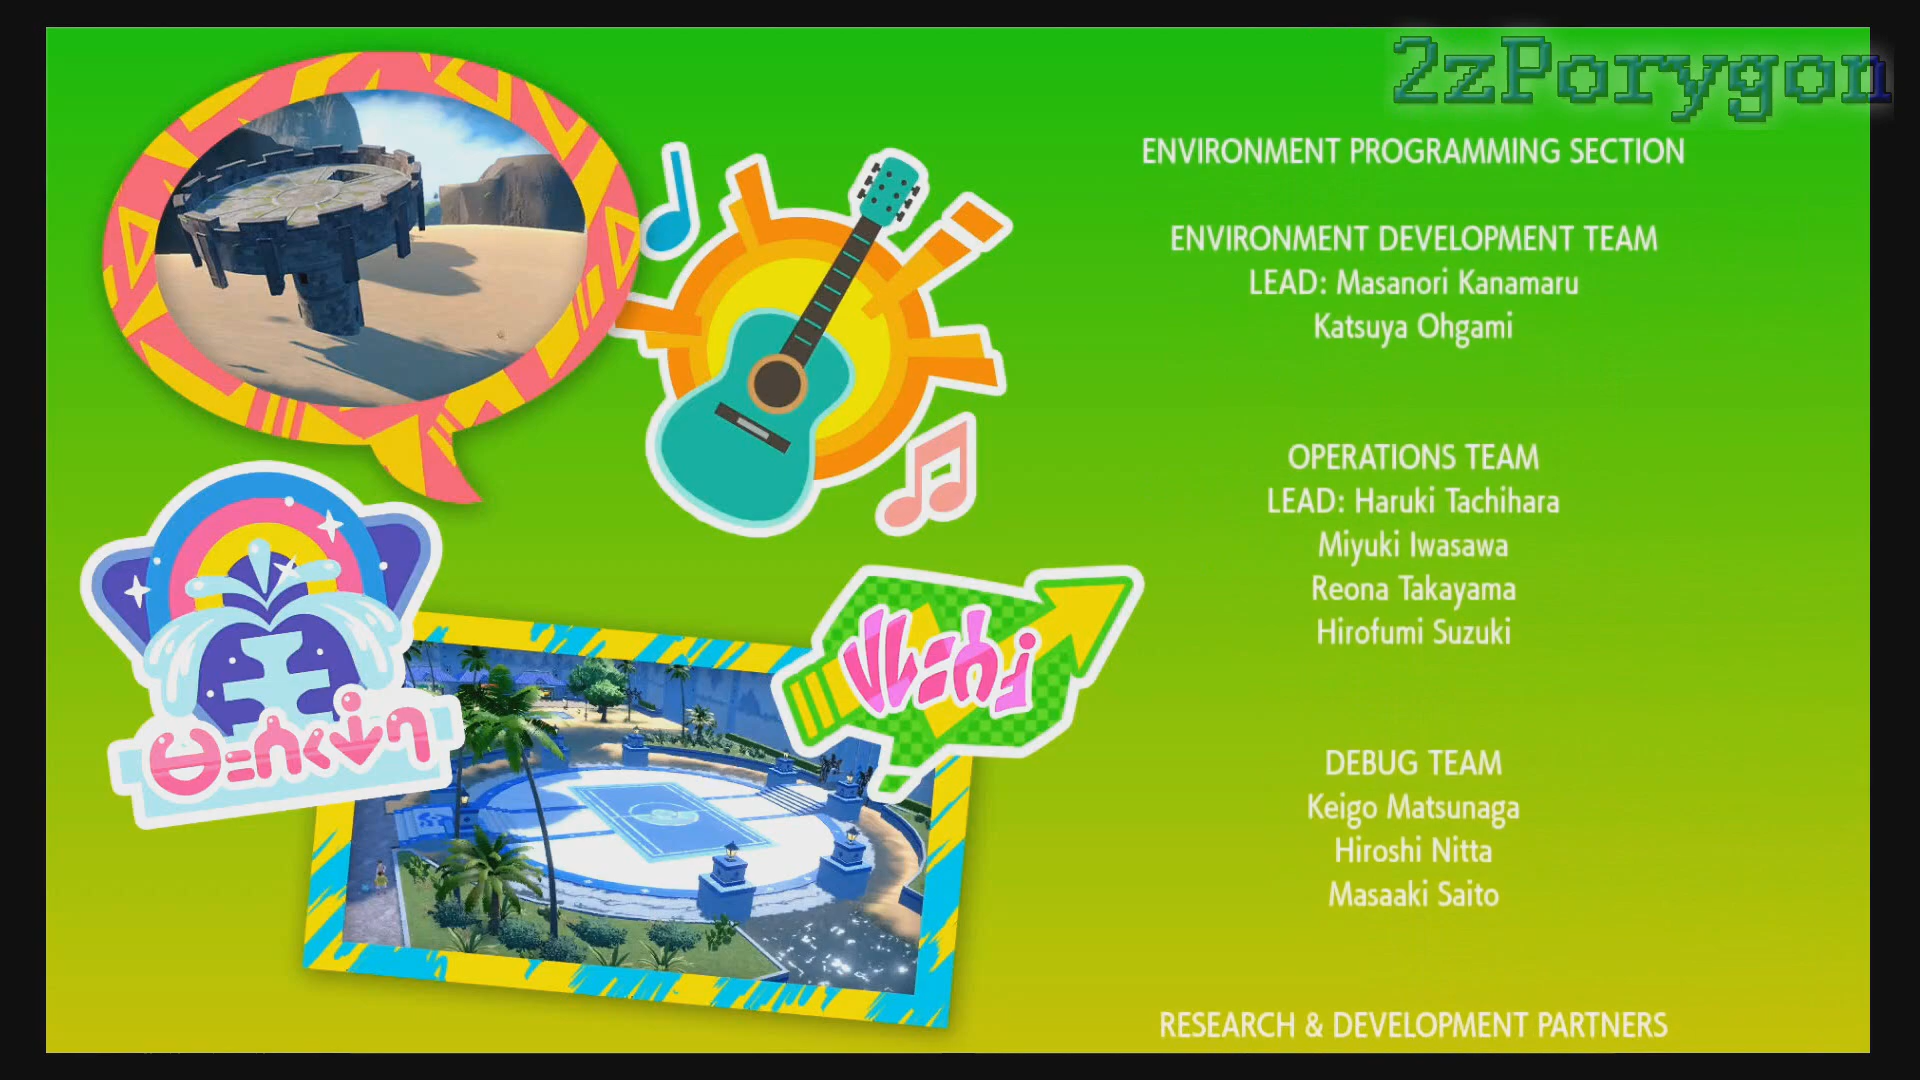 2zPorygon
ENVIRONMENT PROGRAMMING SECTION
ENVIRONMENT DEVELOPMENT TEAM
LEAD: Masanori Kanamaru
Katsuya Ohgami
OPERATIONS TEAM
LEAD: Haruki Tachihara
Miyuki Iwasawa
Reona Takayama
Hirofumi Suzuki
DEBUG TEAM
Keigo Matsunaga
Hiroshi Nitta
Masaaki Saito
RESEARCH & DEVELOPMENT PARTNERS